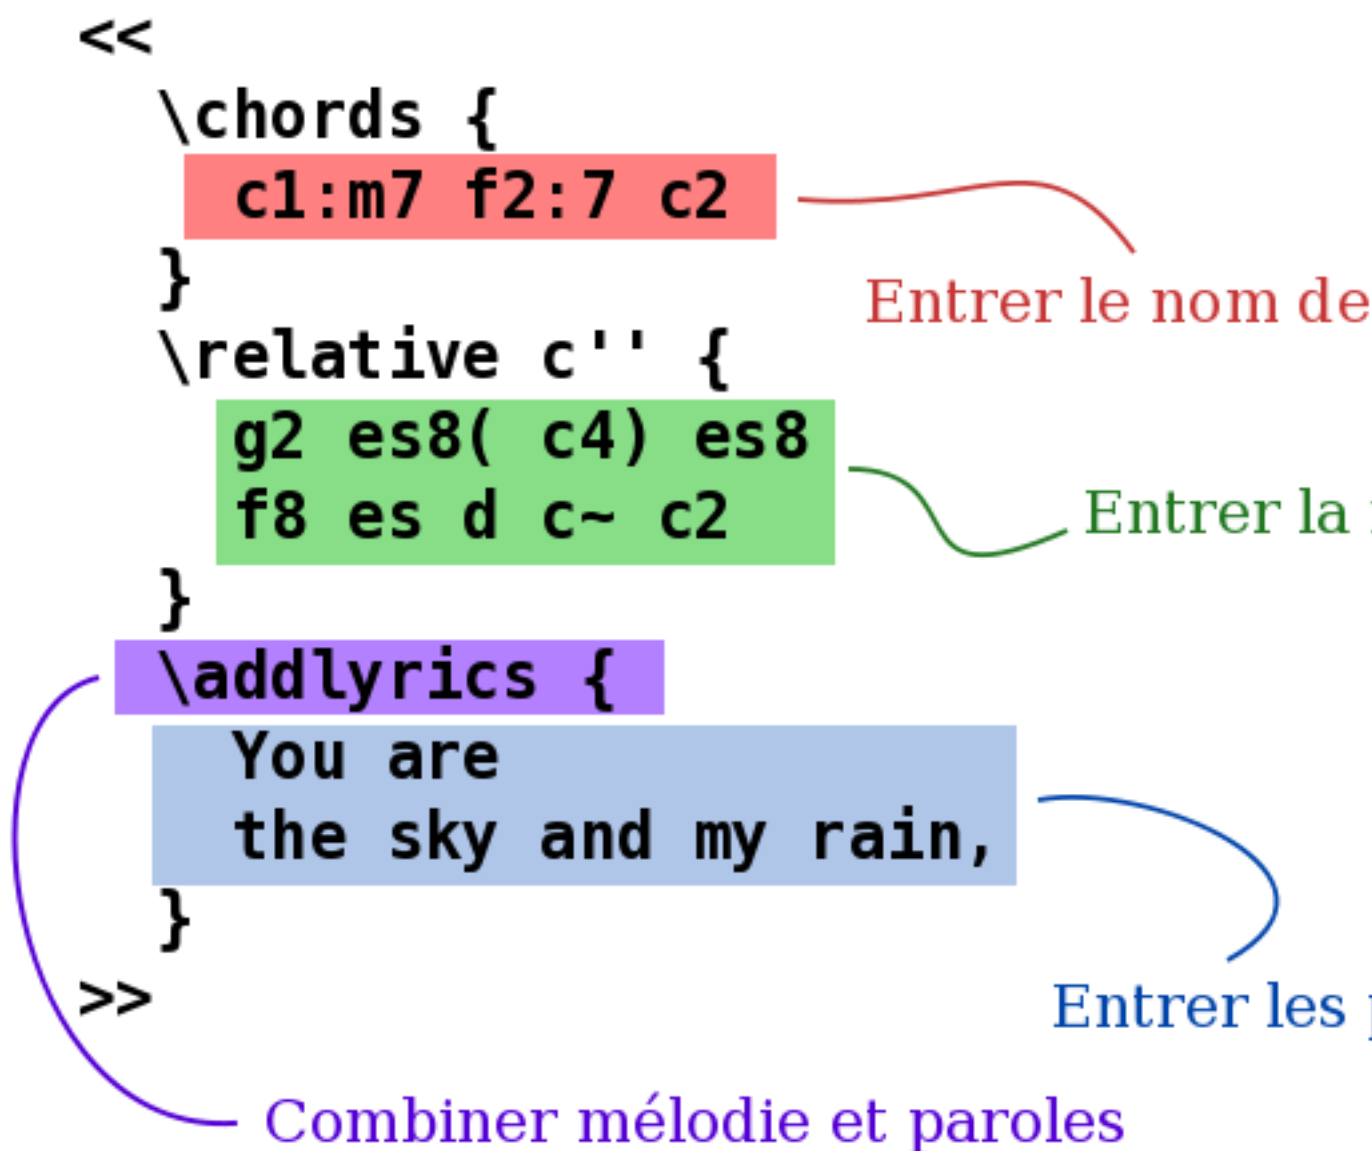 <<
\chords {
c1:m7 f2:7 c2
}
Entrer le nom de
\relative c'' {
g2 es8( c4) es8
f8 es d c~ c2
Entrer la
}
\addlyrics {
You are
the sky and my rain,
}
>>
Entrer les
Combiner mélodie et paroles